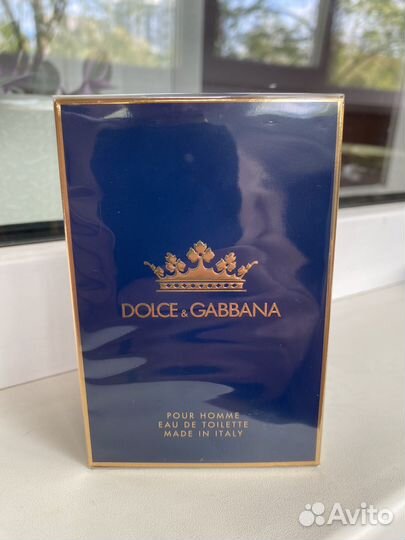 DOLCE & GABBANA
POUR HOMME
EAU DE TOILETTE
MADE IN ITALY
Avito